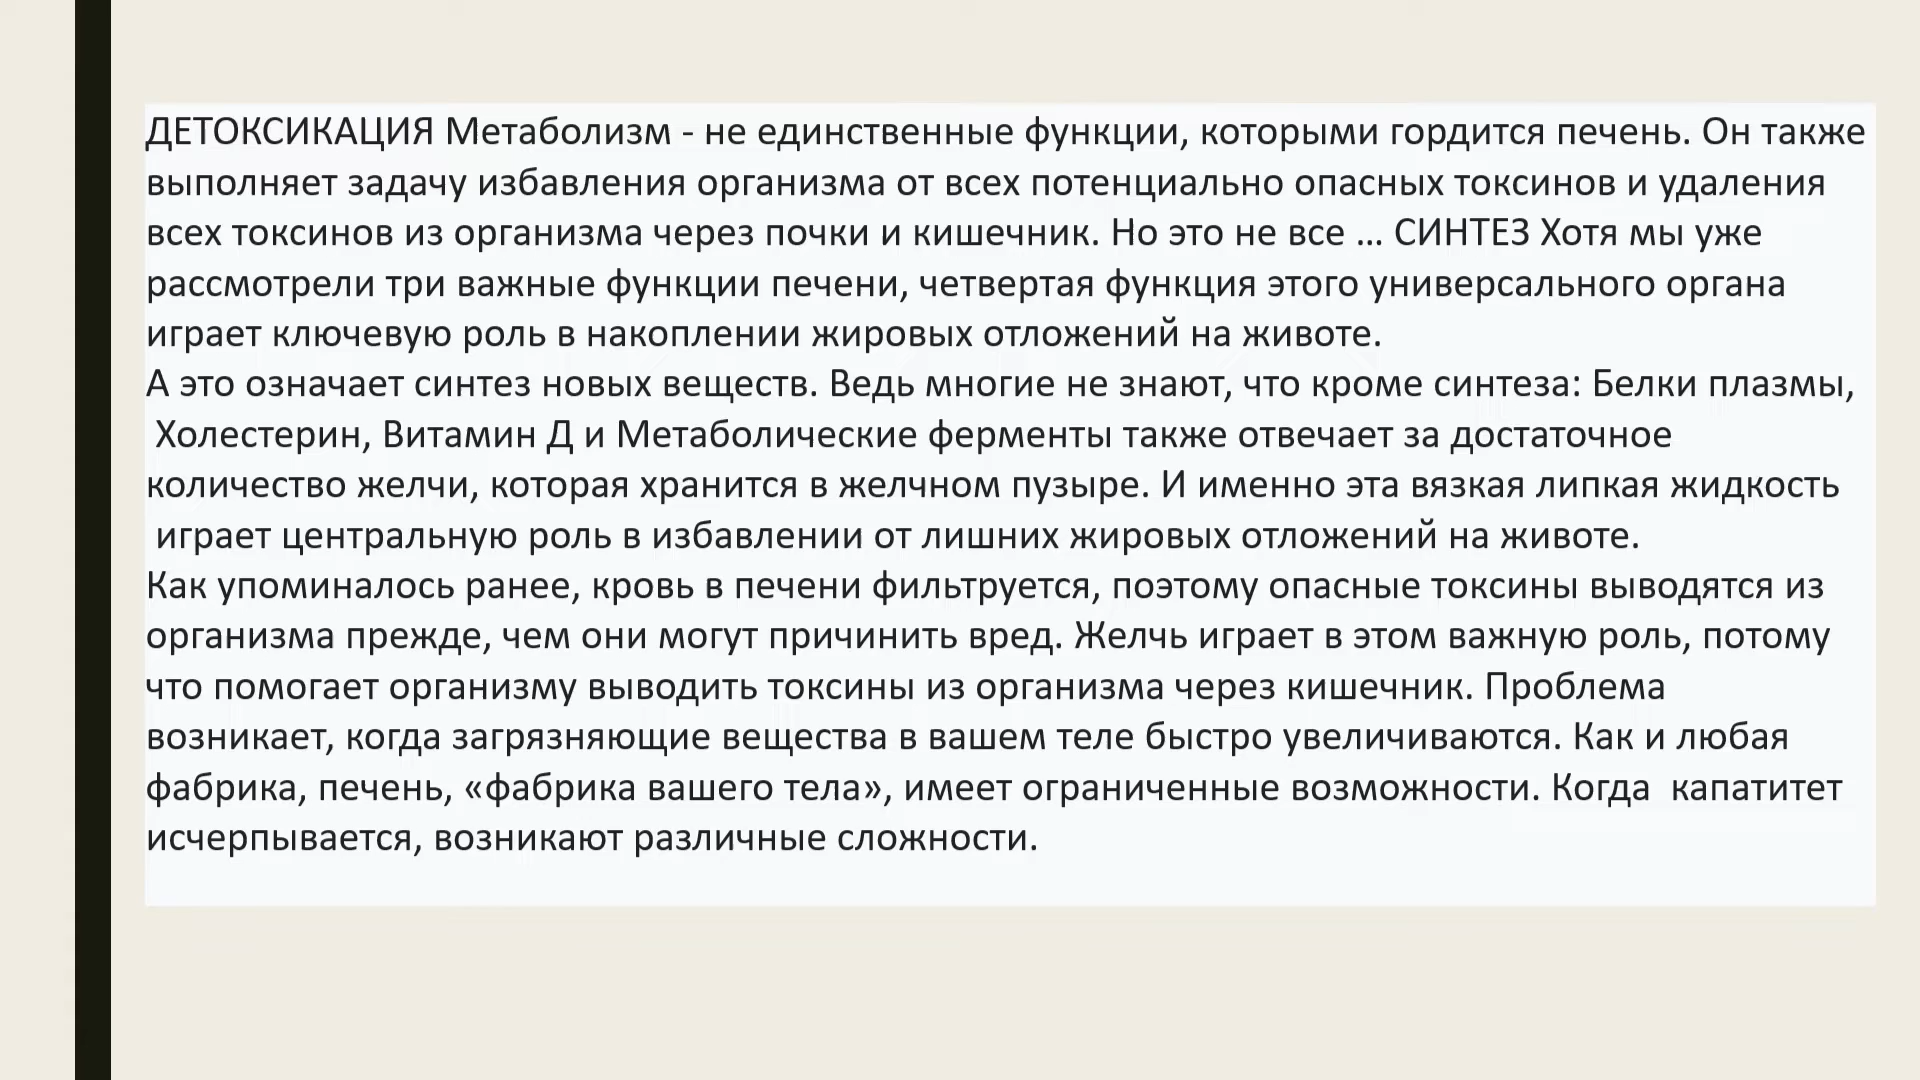 ДЕТОКСИКАЦИЯ Метаболизм - не единственные функции, которыми гордится печень. Он также
выполняет задачу избавления организма от всех потенциально опасных токсинов и удаления
всех токсинов из организма через почки и кишечник. Но это не все ... СИНТЕЗ Хотя мы уже
рассмотрели три важные функции печени, четвертая функция этого универсального органа
играет ключевую роль в накоплении жировых отложений на животе.
А это означает синтез новых веществ. Ведь многие не знают, что кроме синтеза: Белки плазмы,
Холестерин, Витамин Д и Метаболические ферменты также отвечает за достаточное
количество желчи, которая хранится в желчном пузыре. И именно эта вязкая липкая жидкость
играет центральную роль в избавлении от лишних жировых отложений на животе.
Как упоминалось ранее, кровь в печени фильтруется, поэтому опасные токсины выводятся из
организма прежде, чем они могут причинить вред. Желчь играет в этом важную роль, потому
что помогает организму выводить токсины из организма через кишечник. Проблема
возникает, когда загрязняющие вещества в вашем теле быстро увеличиваются. Как и любая
фабрика, печень, «фабрика вашего тела», имеет ограниченные возможности. Когда  капатитет
исчерпывается, возникают различные сложности.